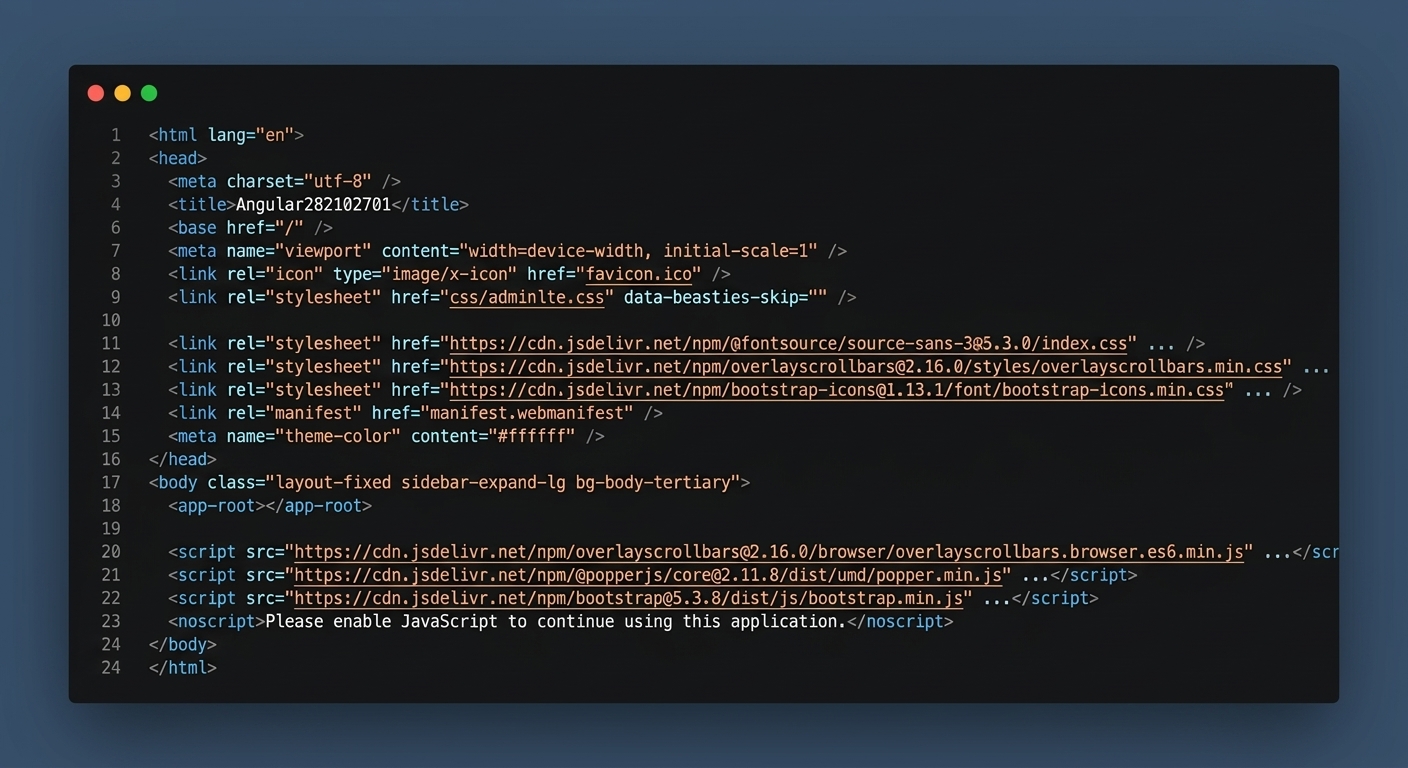 1 <html lang="en">
2 <head>
3   <meta charset="utf-8" />
4   <title>Angular282102701</title>
6   <base href="/" />
7   <meta name="viewport" content="width=device-width, initial-scale=1" />
8   <link rel="icon" type="image/x-icon" href="favicon.ico" />
9   <link rel="stylesheet" href="css/adminlte.css" data-beasties-skip="" />
10
11   <link rel="stylesheet" href="https://cdn.jsdelivr.net/npm/@fontsource/source-sans-3@5.3.0/index.css" ... />
12   <link rel="stylesheet" href="https://cdn.jsdelivr.net/npm/overlayscrollbars@2.16.0/styles/overlayscrollbars.min.css" ...
13   <link rel="stylesheet" href="https://cdn.jsdelivr.net/npm/bootstrap-icons@1.13.1/font/bootstrap-icons.min.css" ... />
14   <link rel="manifest" href="manifest.webmanifest" />
15   <meta name="theme-color" content="#ffffff" />
16 </head>
17 <body class="layout-fixed sidebar-expand-lg bg-body-tertiary">
18   <app-root></app-root>
19
20   <script src="https://cdn.jsdelivr.net/npm/overlayscrollbars@2.16.0/browser/overlayscrollbars.browser.es6.min.js" ...</scr
21   <script src="https://cdn.jsdelivr.net/npm/@popperjs/core@2.11.8/dist/umd/popper.min.js" ...</script>
22   <script src="https://cdn.jsdelivr.net/npm/bootstrap@5.3.8/dist/js/bootstrap.min.js" ...</script>
23   <noscript>Please enable JavaScript to continue using this application.</noscript>
24 </body>
24 </html>